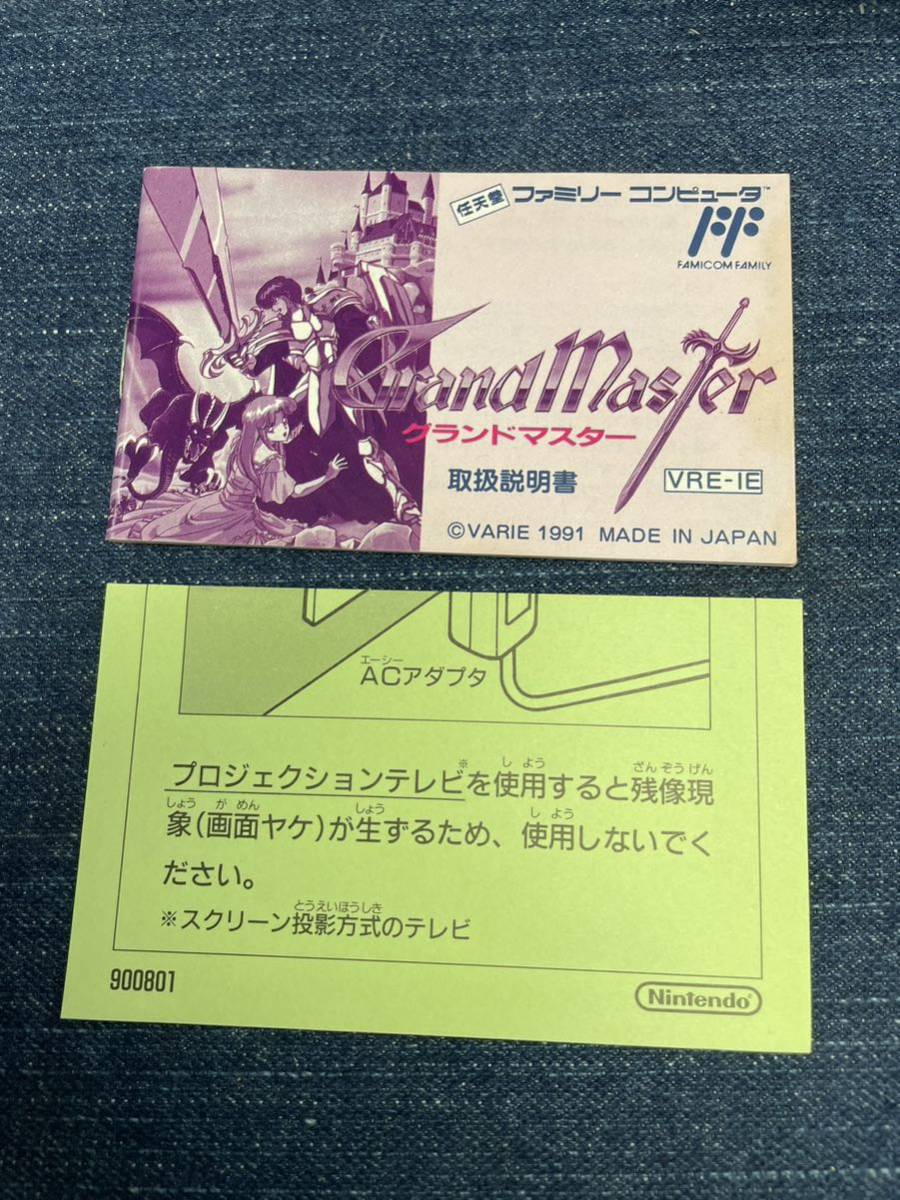 任天堂 ファミリー コンピュータ™
FF
FAMICOM FAMILY
Grand Master
グランドマスター
取扱説明書
VRE-IE
©VARIE 1991 MADE IN JAPAN
エーシー
ACアダプタ
※ しよう ざんぞうげん
プロジェクションテレビを使用すると残像現
しょう がめん しょう しよう
象(画面ヤケ)が生ずるため、使用しないでく
ださい。
とうえいほうしき
※スクリーン投影方式のテレビ
900801
Nintendo®